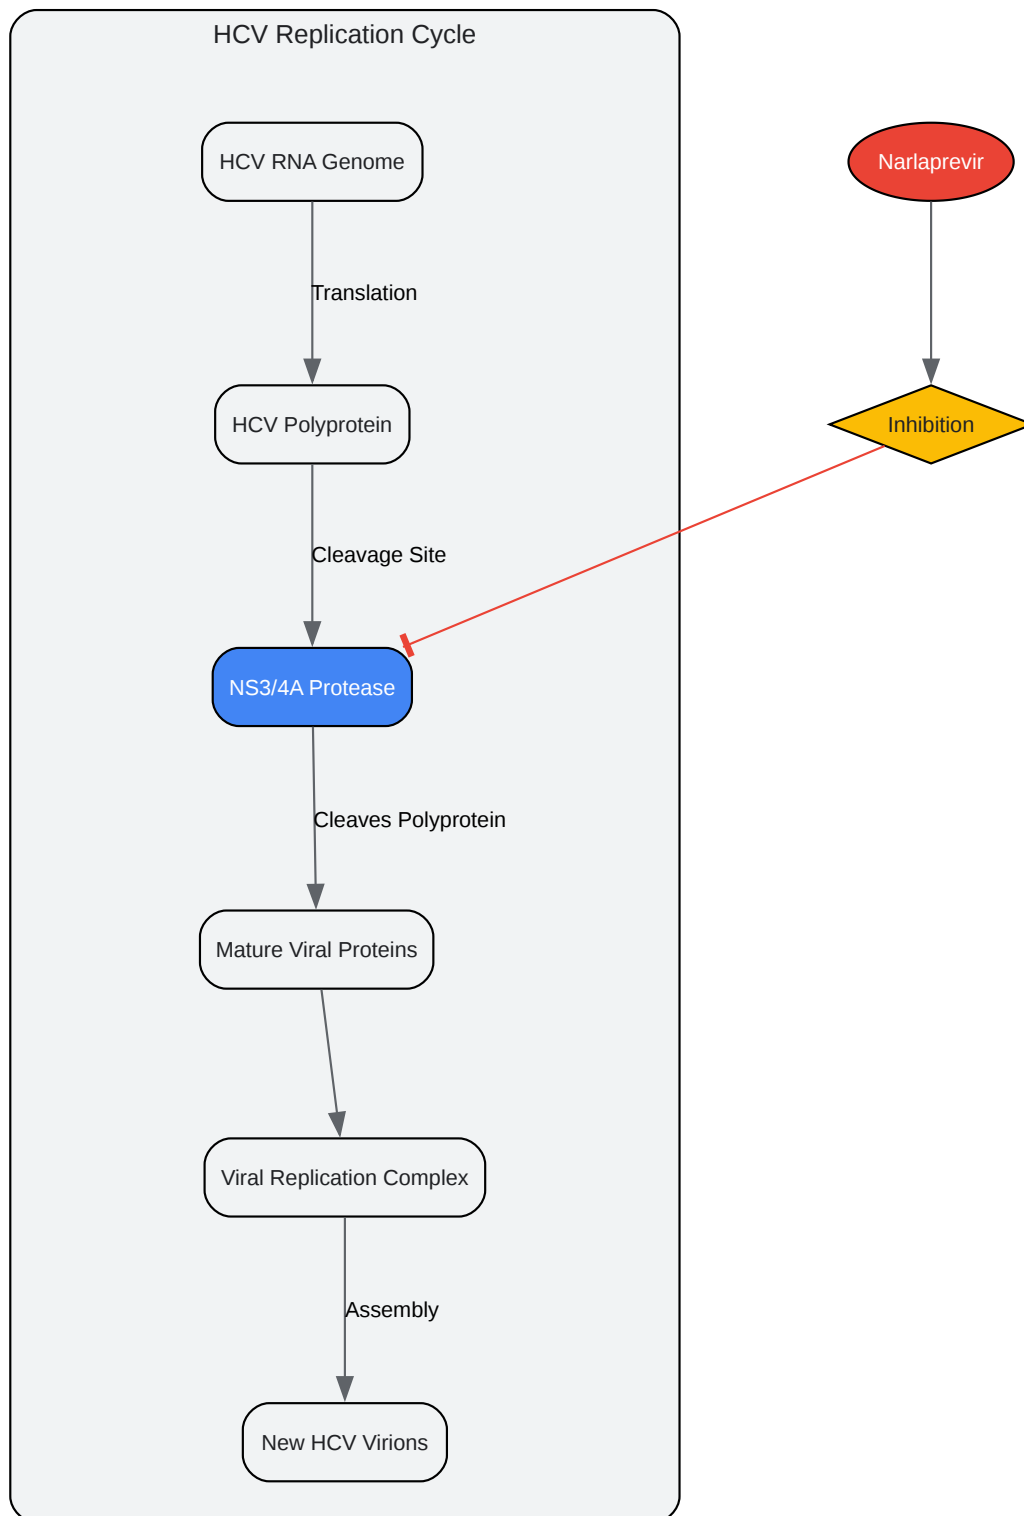 HCV Replication Cycle
HCV RNA Genome
Narlaprevir
Translation
HCV Polyprotein
Inhibition
Cleavage Site
NS3/4A Protease
Cleaves Polyprotein
Mature Viral Proteins
Viral Replication Complex
Assembly
New HCV Virions